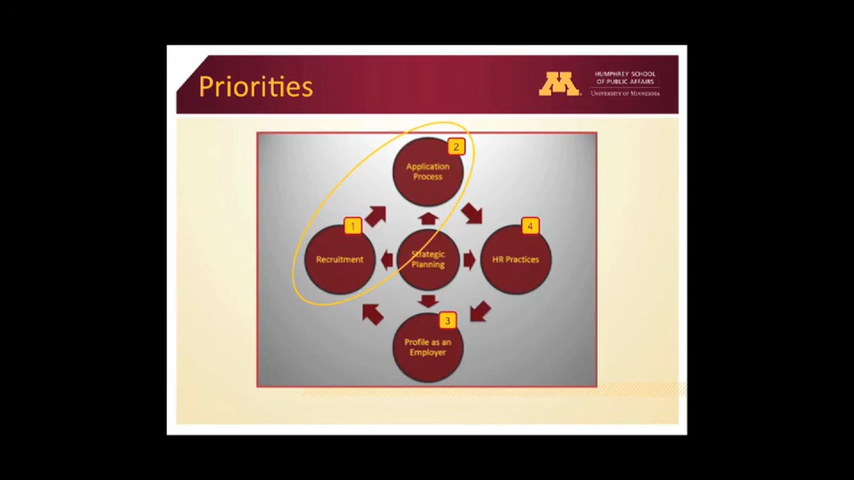 Priorities
M
HUMPHREY SCHOOL
OF PUBLIC AFFAIRS
UNIVERSITY OF MINNESOTA
2
Application
Process
1
Recruitment
Strategic
Planning
4
HR Practices
3
Profile as an
Employer